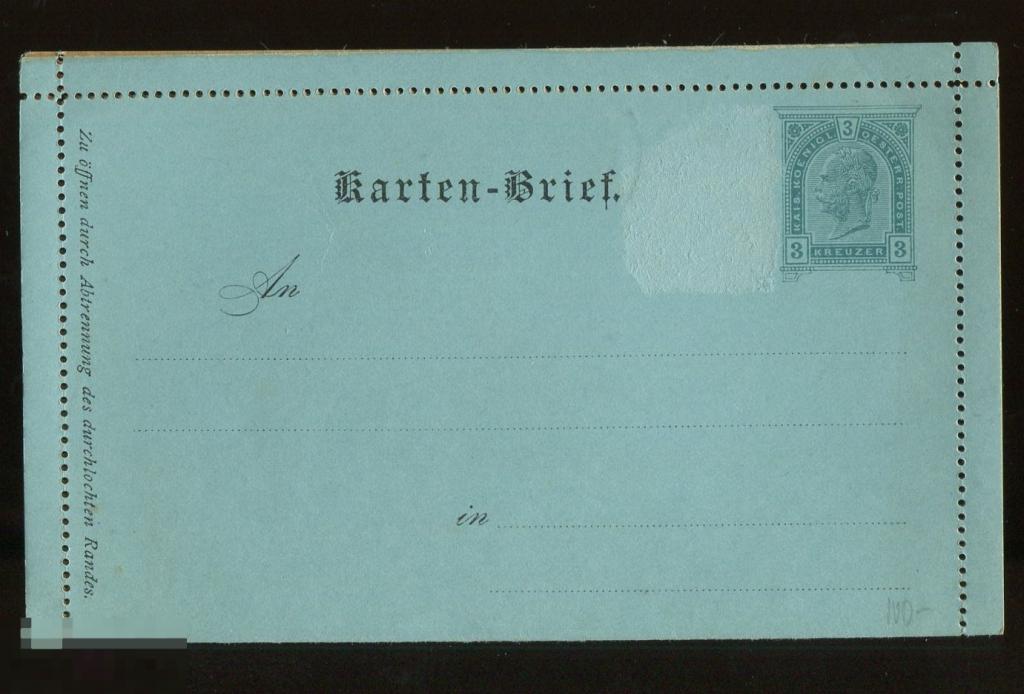 3
KAIS. KOENIGL. OESTERR. POST.
3 KREUZER 3
Karten-Brief.
An
in
Zu öffnen durch Abtrennung des durchlochten Randes.